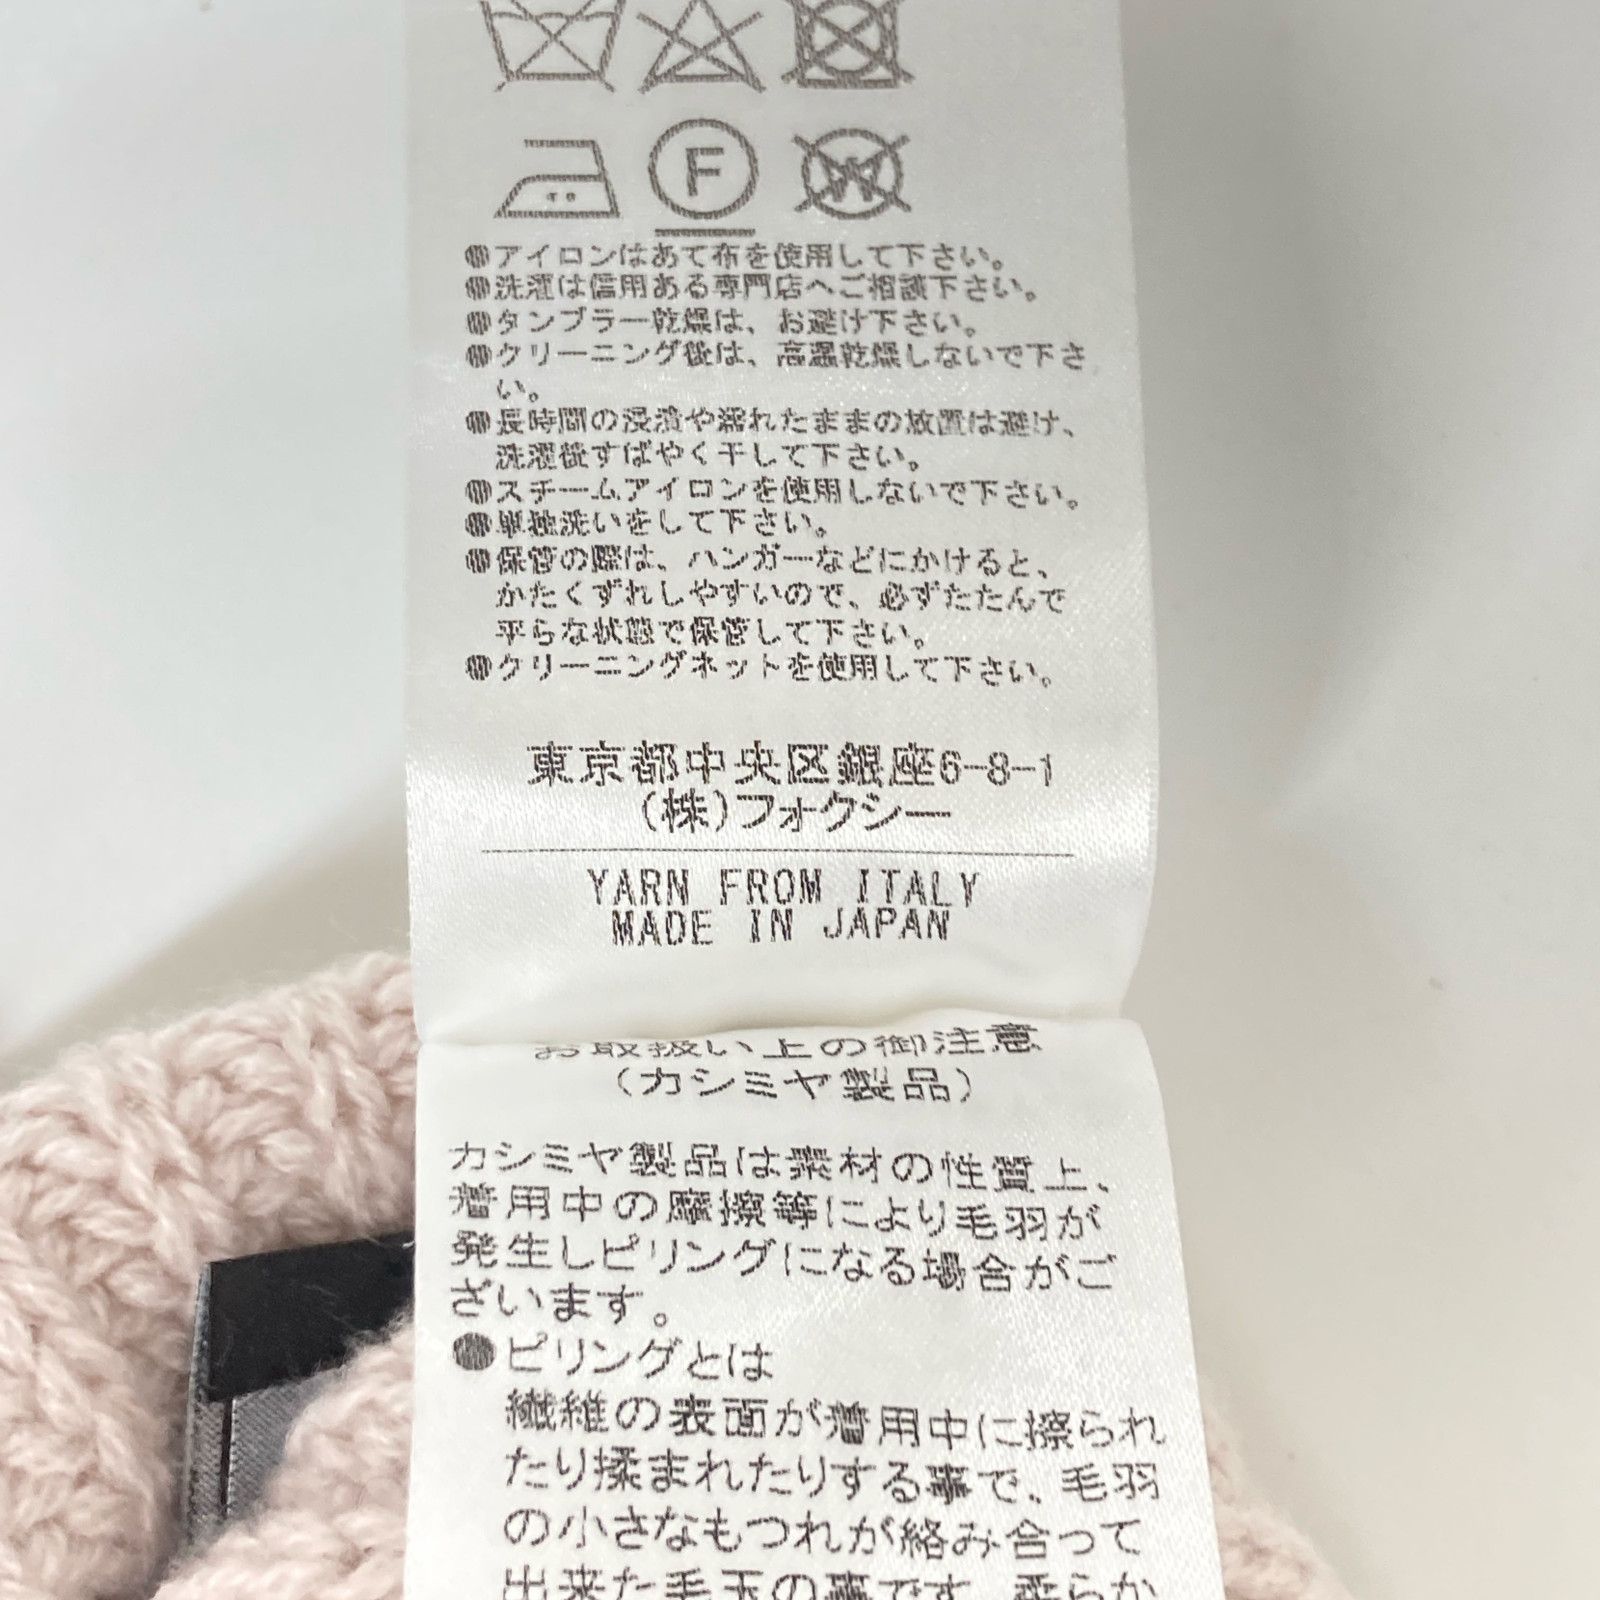 F
W
●アイロンはあて布を使用して下さい。
●洗濯は信用ある専門店へご相談下さい。
●タンブラー乾燥は、お避け下さい。
●クリーニング後は、高温乾燥しないで下さ
い。
●長時間の浸漬や濡れたままの放置は避け、
洗濯後すばやく干して下さい。
●スチームアイロンを使用しないで下さい。
●単独洗いをして下さい。
●保管の際は、ハンガーなどにかけると、
かたくずれしやすいので、必ずたたんで
平らな状態で保管して下さい。
●クリーニングネットを使用して下さい。
東京都中央区銀座6-8-1
(株)フォクシー
YARN FROM ITALY
MADE IN JAPAN
お取扱い上の御注意
(カシミヤ製品)
カシミヤ製品は素材の性質上、
着用中の摩擦等により毛羽が
発生しピリングになる場合がご
ざいます。
●ピリングとは
繊維の表面が着用中に擦られ
たり揉まれたりする事で、毛羽
の小さなもつれが絡み合って
出来た毛玉の事です。柔らか